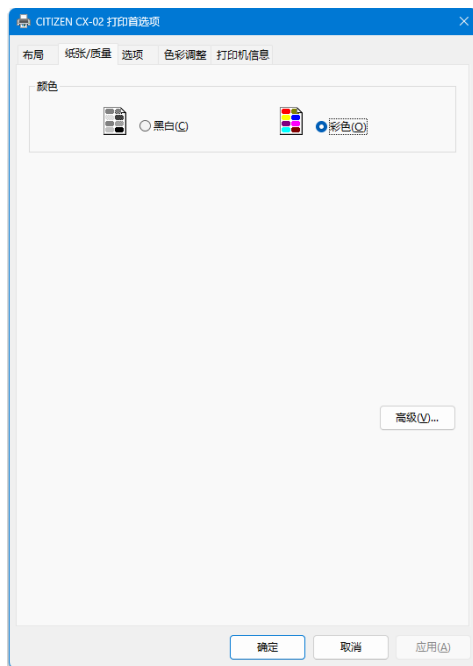 CITIZEN CX-02 打印首选项
布局 纸张/质量 选项 色彩调整 打印机信息
颜色
黑白(C) 彩色(O)
高级(V)...
确定 取消 应用(A)